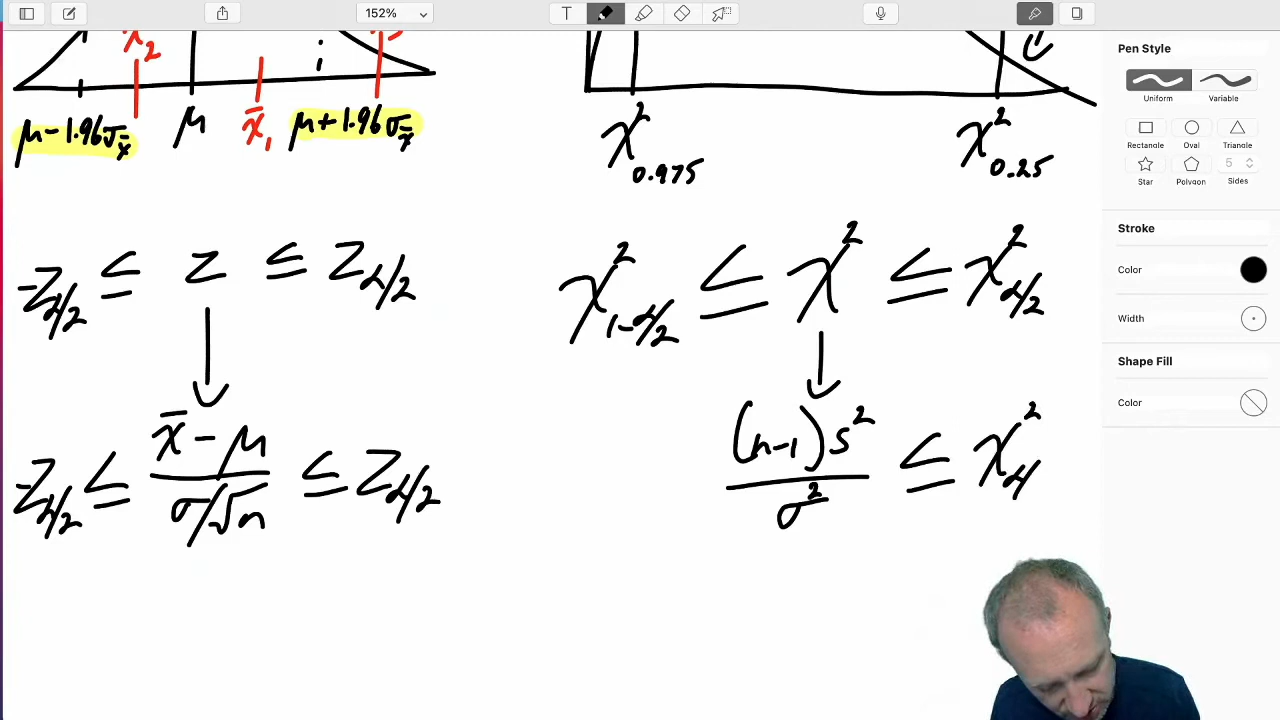 152%
T
x₂
i
μ - 1.96σx̄
μ
x̄₁
μ + 1.96σx̄
χ²0.975
χ²0.25
-Zα/2 ≤ Z ≤ Zα/2
χ²1-α/2 ≤ χ² ≤ χ²α/2
-Zα/2 ≤ (x̄ - μ)/(σ/√n) ≤ Zα/2
(n-1)s²/σ² ≤ χ²α/
Pen Style
Uniform Variable
Rectangle Oval Triangle
5
Star Polygon Sides
Stroke
Color
Width
Shape Fill
Color